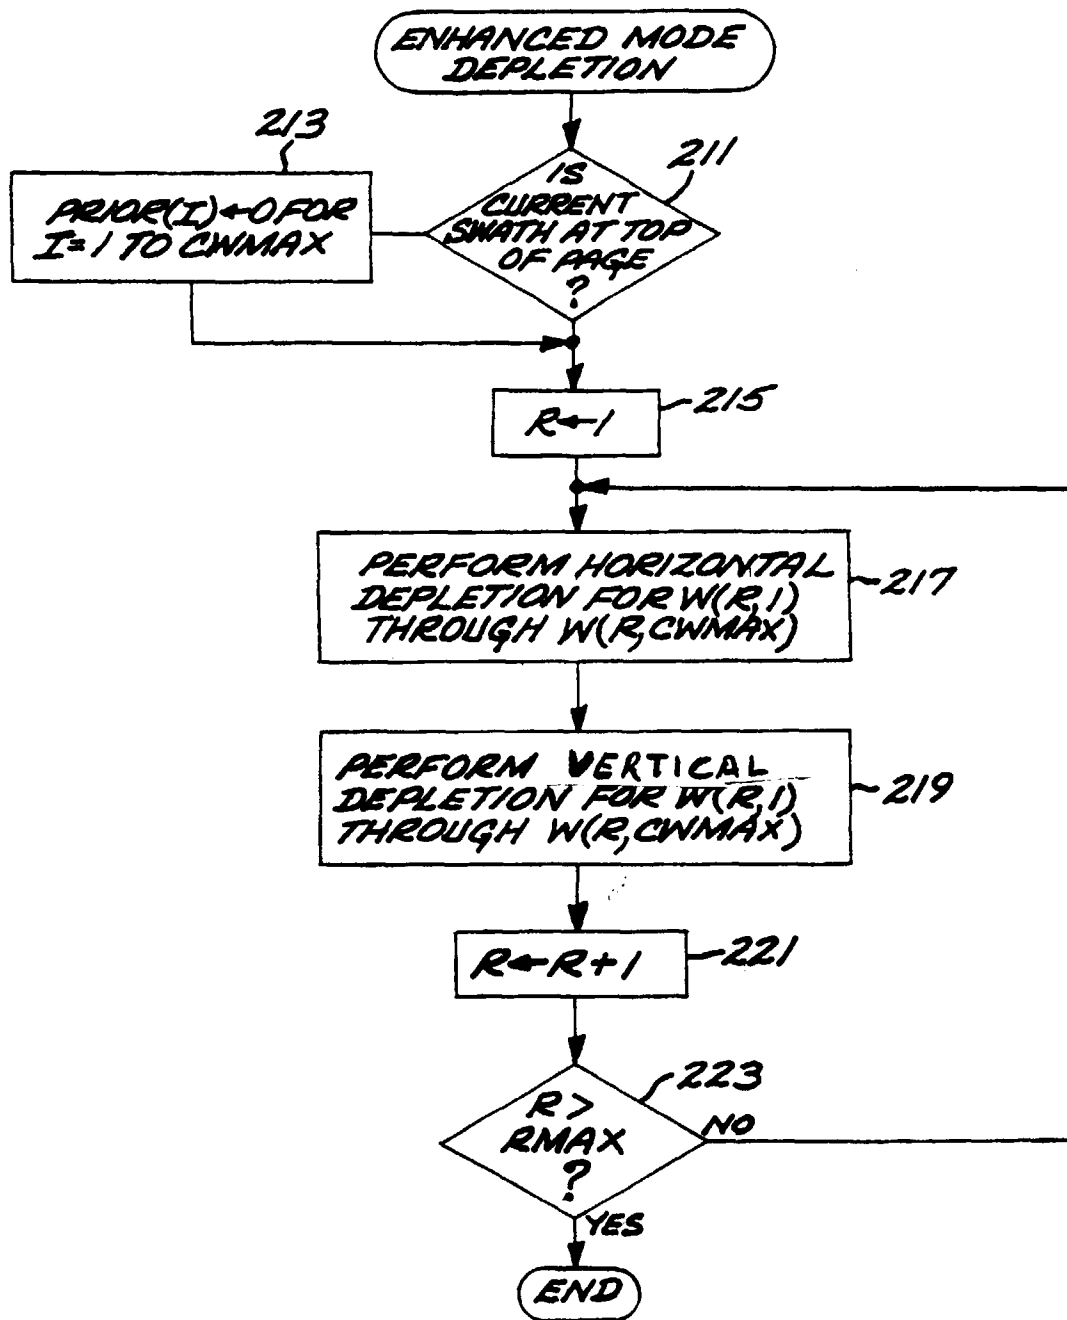 ENHANCED MODE
DEPLETION
213
PRIOR(I)←0 FOR
I=1 TO CWMAX
211
IS
CURRENT
SWATH AT TOP
OF PAGE
?
R←1
215
PERFORM HORIZONTAL
DEPLETION FOR W(R,1)
THROUGH W(R,CWMAX)
217
PERFORM VERTICAL
DEPLETION FOR W(R,1)
THROUGH W(R,CWMAX)
219
R←R+1
221
R>
RMAX
?
223
NO
YES
END